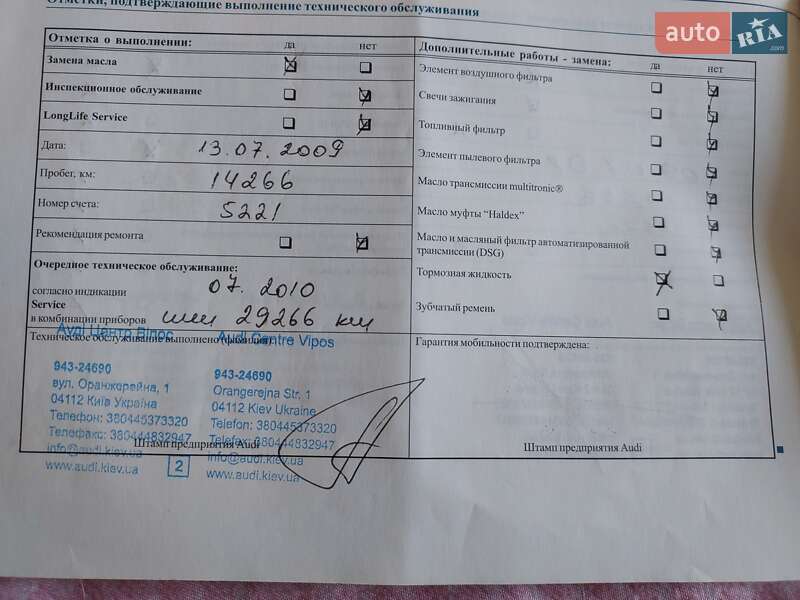 Отметки, подтверждающие выполнение технического обслуживания
auto RIA .com
Отметка о выполнении:
да нет
Замена масла
Инспекционное обслуживание
LongLife Service
Дата: 13.07.2009
Пробег, км: 14266
Номер счета: 5221
Рекомендация ремонта
Очередное техническое обслуживание:
согласно индикации 07. 2010
Service
в комбинации приборов или 29266 км
Техническое обслуживание выполнено (фамилия):
Ауді Центр Віпос
943-24690
вул. Оранжерейна, 1
04112 Київ Україна
Телефон: 380445373320
Телефакс: 380444832947
info@audi.kiev.ua
www.audi.kiev.ua
2
Audi Centre Vipos
943-24690
Orangerejna Str. 1
04112 Kiev Ukraine
Telefon: 380445373320
Telefax: 380444832947
info@audi.kiev.ua
www.audi.kiev.ua
Штамп предприятия Audi
Дополнительные работы - замена:
да нет
Элемент воздушного фильтра
Свечи зажигания
Топливный фильтр
Элемент пылевого фильтра
Масло трансмиссии multitronic®
Масло муфты “Haldex”
Масло и масляный фильтр автоматизированной
трансмиссии (DSG)
Тормозная жидкость
Зубчатый ремень
Гарантия мобильности подтверждена:
Штамп предприятия Audi